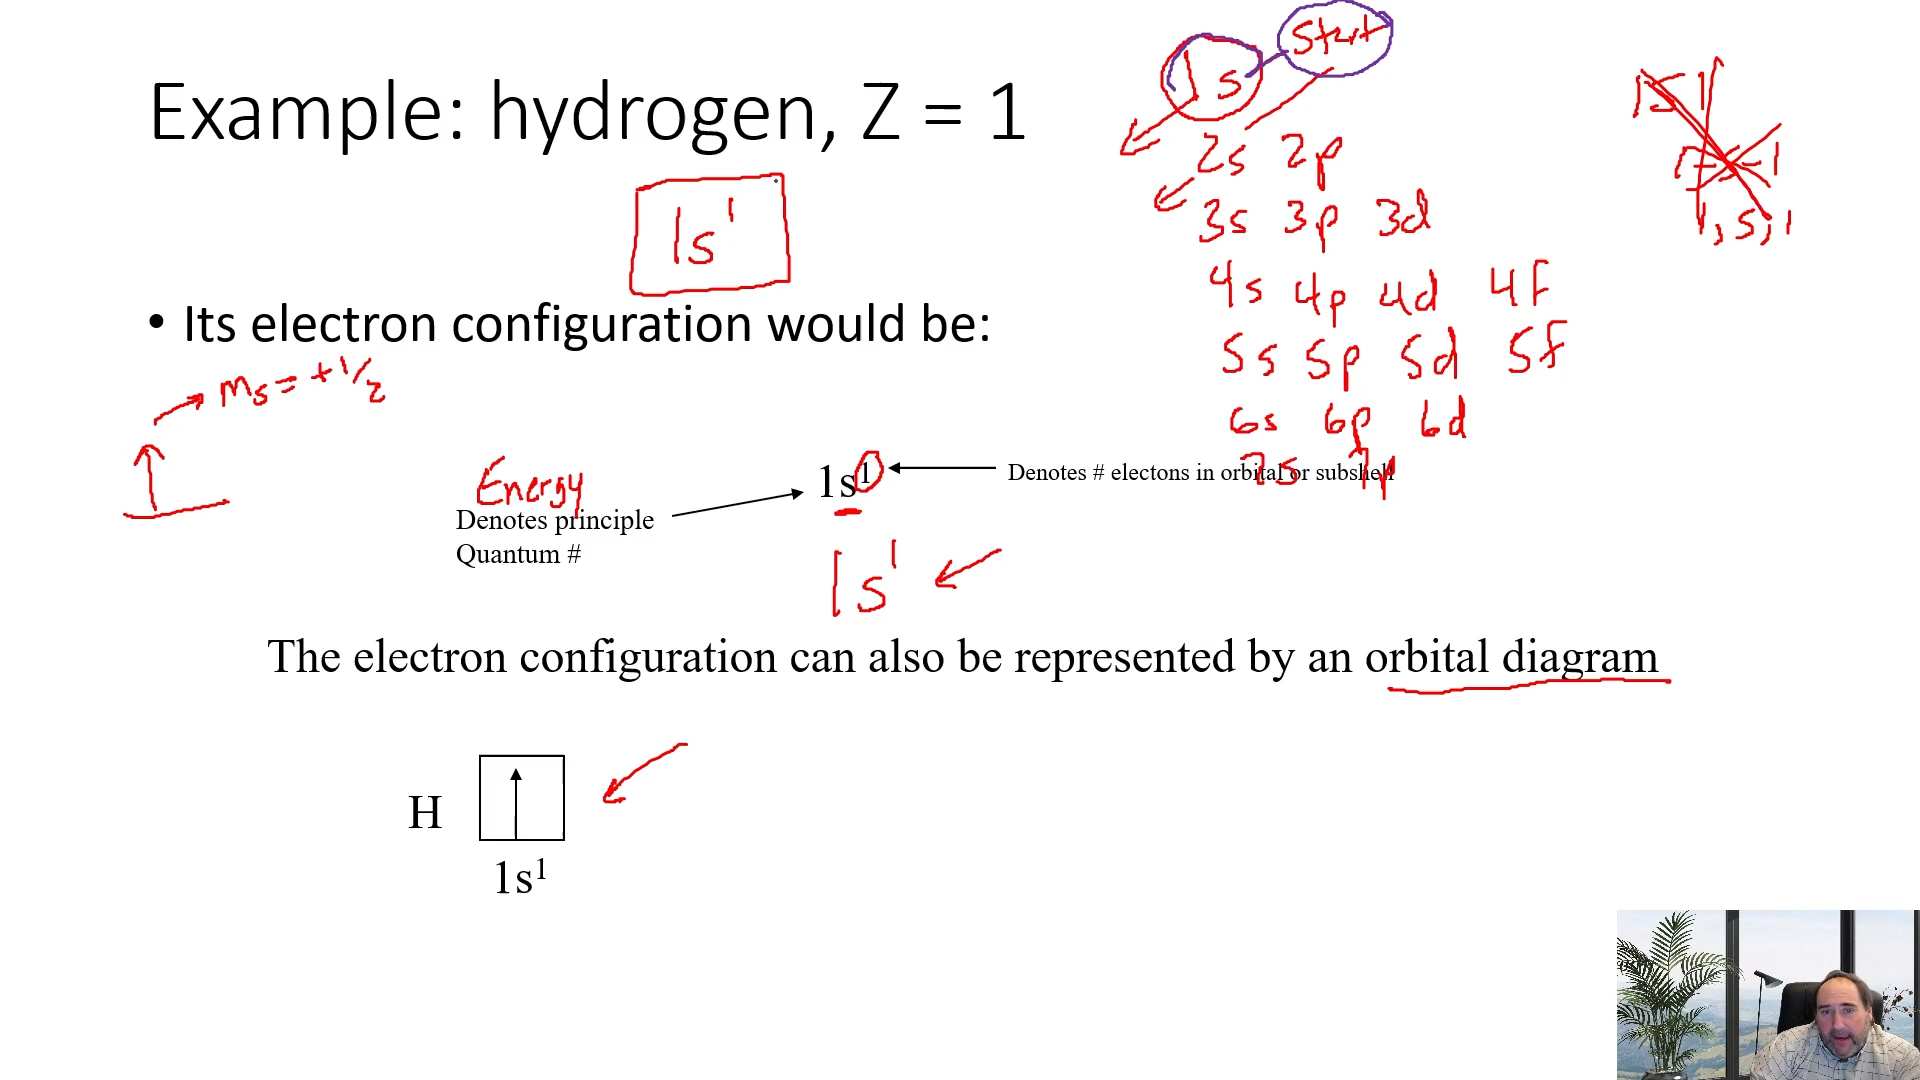 Example: hydrogen, Z = 1
1s¹
• Its electron configuration would be:
mₛ = +1/2
Start
1s
2s 2p
3s 3p 3d
4s 4p 4d 4f
5s 5p 5d 5f
6s 6p 6d
7s 7p
1, s, 1
Energy
Denotes principle
Quantum #
1s¹
Denotes # electons in orbital or subshell
1s¹
The electron configuration can also be represented by an orbital diagram
H
1s¹